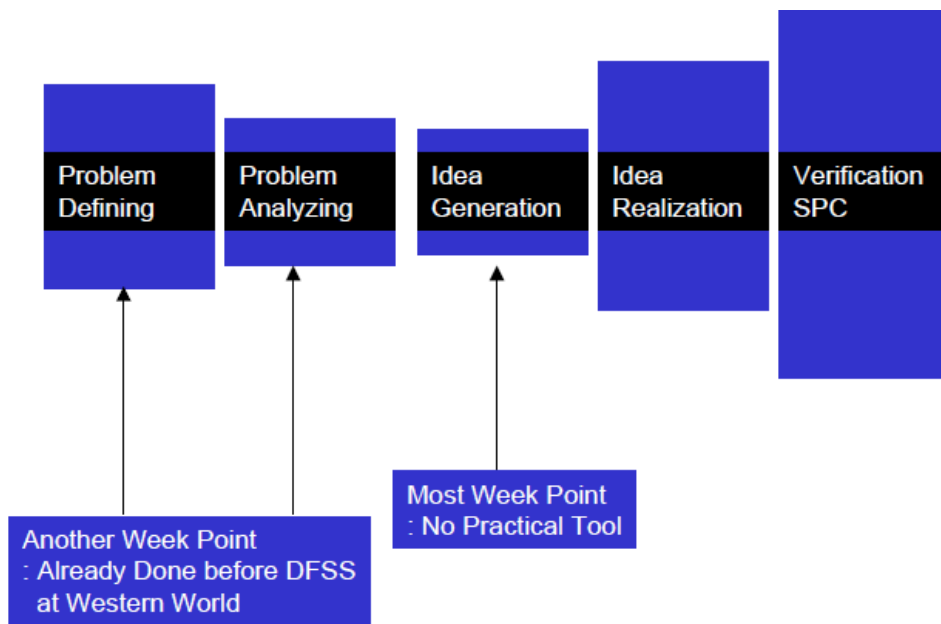 Problem
Defining
Problem
Analyzing
Idea
Generation
Idea
Realization
Verification
SPC
Most Week Point
: No Practical Tool
Another Week Point
: Already Done before DFSS
at Western World